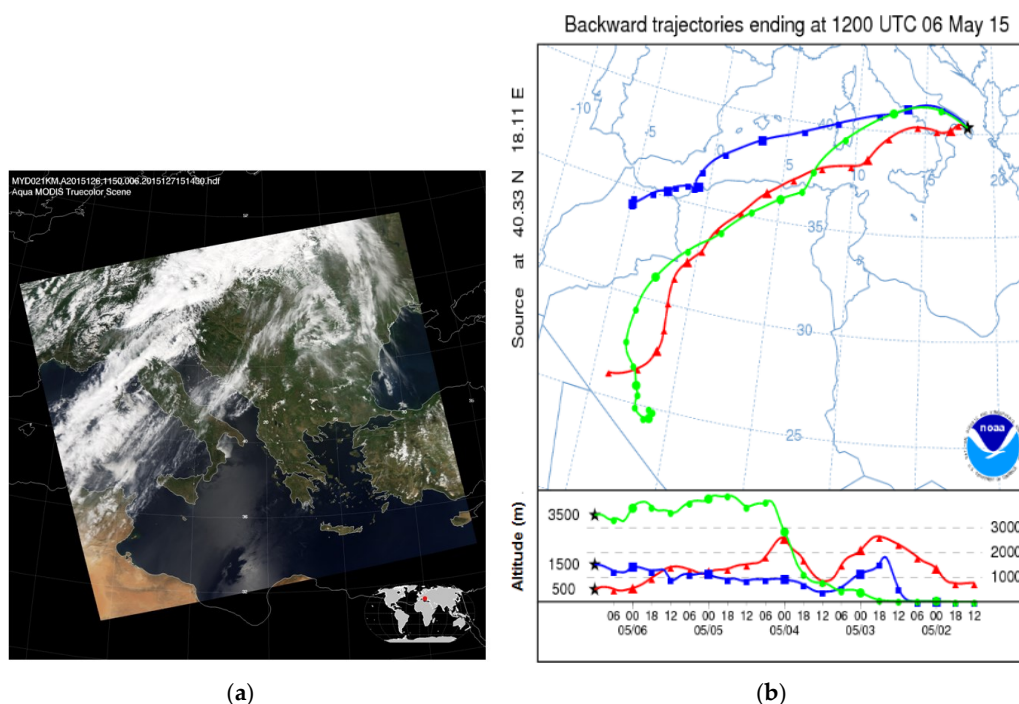 Backward trajectories ending at 1200 UTC 06 May 15
MYD021KM.A2015126.1150.006.2015127151430.hdf
Aqua MODIS Truecolor Scene
Source at 40.33 N 18.11 E
-10
-5
0
5
5
10
15
20
40
35
30
25
noaa
Altitude (m)
3500
1500
500
3000
2000
1000
06 18 12 06 00 18 12 06 00 18 12 06 00 18 12 06 00 18 12
05/06 05/05 05/04 05/03 05/02
(a)
(b)